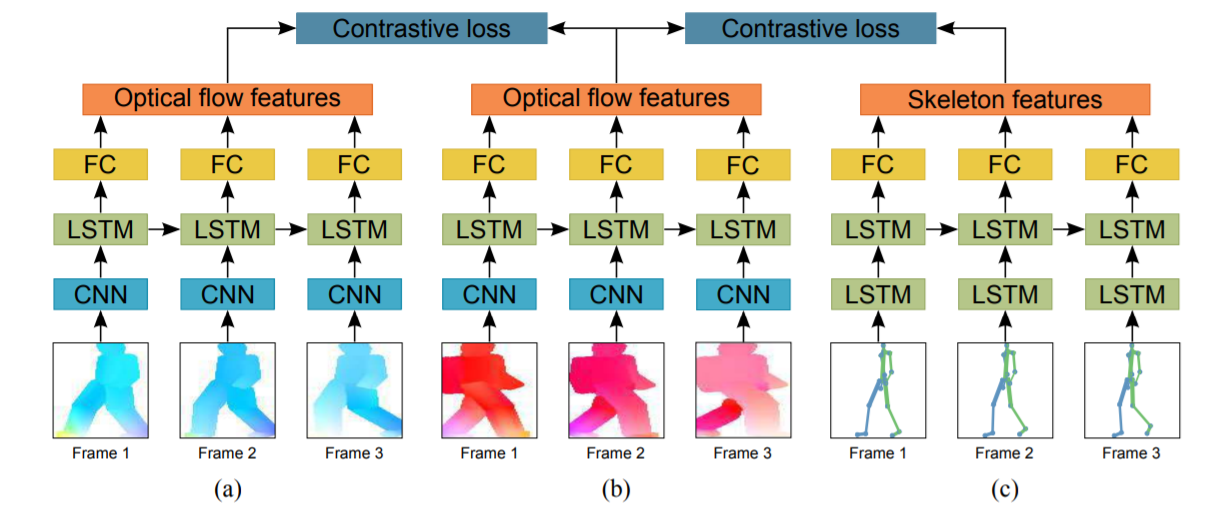 Contrastive loss Contrastive loss
Optical flow features Optical flow features Skeleton features
FC FC FC FC FC FC FC FC FC
LSTM LSTM LSTM LSTM LSTM LSTM LSTM LSTM LSTM
CNN CNN CNN CNN CNN CNN LSTM LSTM LSTM
Frame 1 Frame 2 Frame 3 Frame 1 Frame 2 Frame 3 Frame 1 Frame 2 Frame 3
(a) (b) (c)